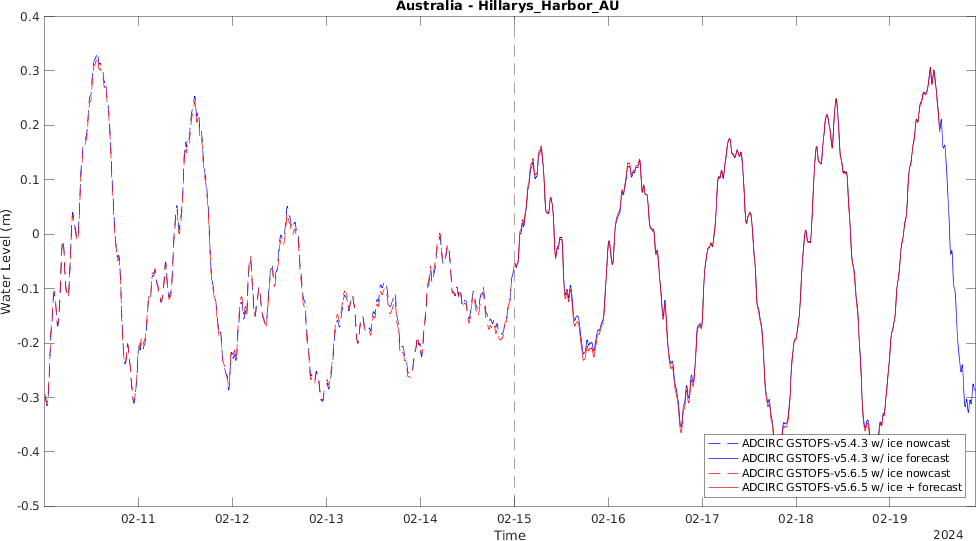 Australia - Hillarys_Harbor_AU
0.4
0.3
0.2
0.1
0
-0.1
-0.2
-0.3
-0.4
-0.5
Water Level (m)
ADCIRC GSTOFS-v5.4.3 w/ ice nowcast
ADCIRC GSTOFS-v5.4.3 w/ ice forecast
ADCIRC GSTOFS-v5.6.5 w/ ice nowcast
ADCIRC GSTOFS-v5.6.5 w/ ice + forecast
02-11
02-12
02-13
02-14
02-15
02-16
02-17
02-18
02-19
Time
2024